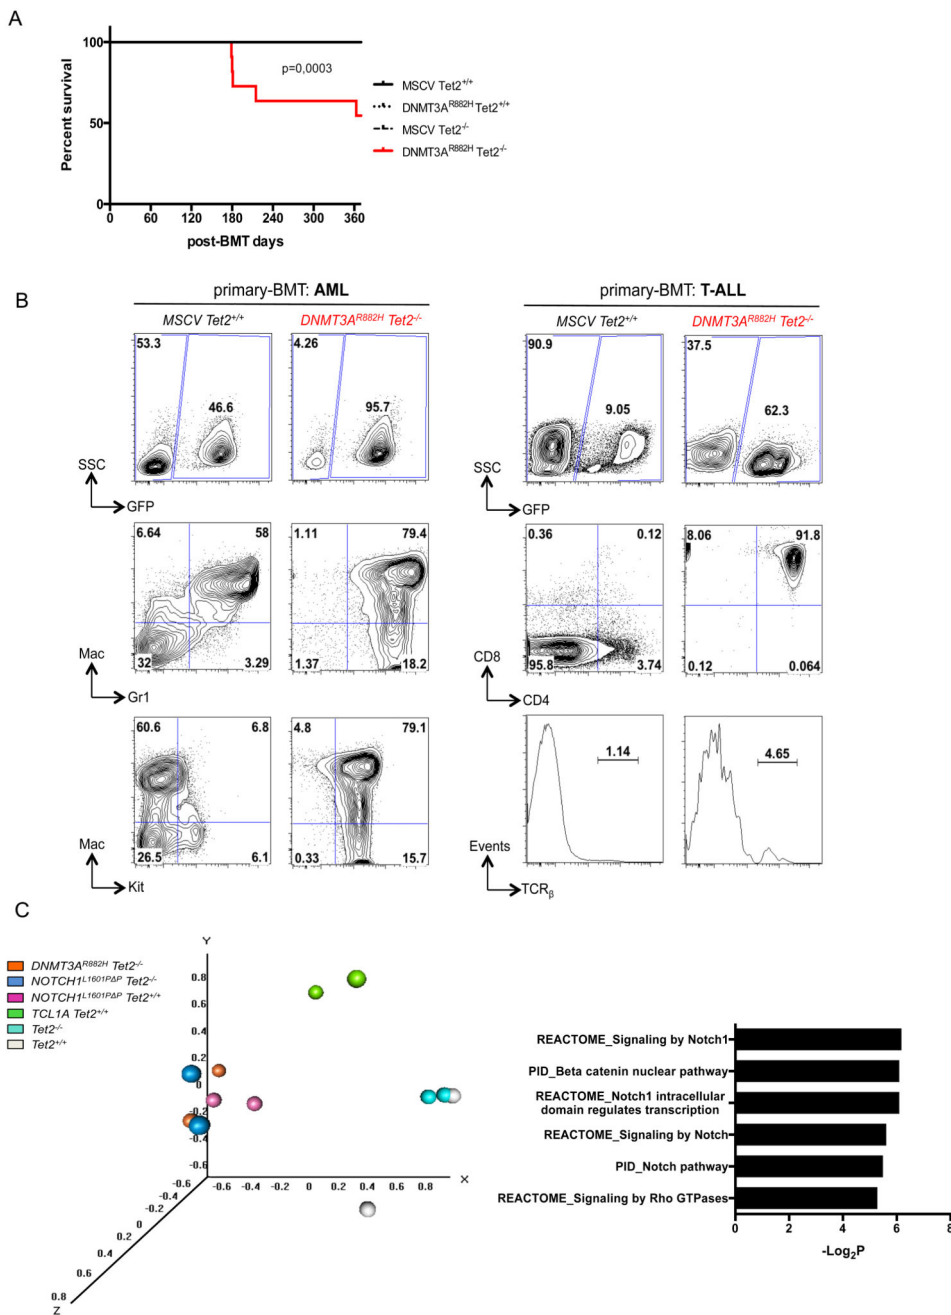 A
100
50
0
Percent survival
0 60 120 180 240 300 360
post-BMT days
p=0,0003
MSCV Tet2+/+
DNMT3AR882H Tet2+/+
MSCV Tet2-/-
DNMT3AR882H Tet2-/-
B
primary-BMT: AML
primary-BMT: T-ALL
MSCV Tet2+/+ DNMT3AR882H Tet2-/-
MSCV Tet2+/+ DNMT3AR882H Tet2-/-
53.3 4.26 90.9 37.5
46.6 95.7 9.05 62.3
SSC SSC
GFP GFP
6.64 58 1.11 79.4 0.36 0.12 8.06 91.8
Mac CD8
32 3.29 1.37 18.2 95.8 3.74 0.12 0.064
Gr1 CD4
60.6 6.8 4.8 79.1 1.14 4.65
Mac Events
26.5 6.1 0.33 15.7
Kit TCRβ
C
DNMT3AR882H Tet2-/-
NOTCH1L1601PΔP Tet2-/-
NOTCH1L1601PΔP Tet2+/+
TCL1A Tet2+/+
Tet2-/-
Tet2+/+
Y
0.8
0.6
0.4
0.2
0
-0.2
-0.4
-0.6
-0.6 -0.4 -0.2 0 0.2 0.4 0.6 0.8
X
-0.6
-0.4
-0.2
0
0.2
0.4
0.6
0.8
Z
REACTOME_Signaling by Notch1
PID_Beta catenin nuclear pathway
REACTOME_Notch1 intracellular
domain regulates transcription
REACTOME_Signaling by Notch
PID_Notch pathway
REACTOME_Signaling by Rho GTPases
0 2 4 6 8
-Log2P